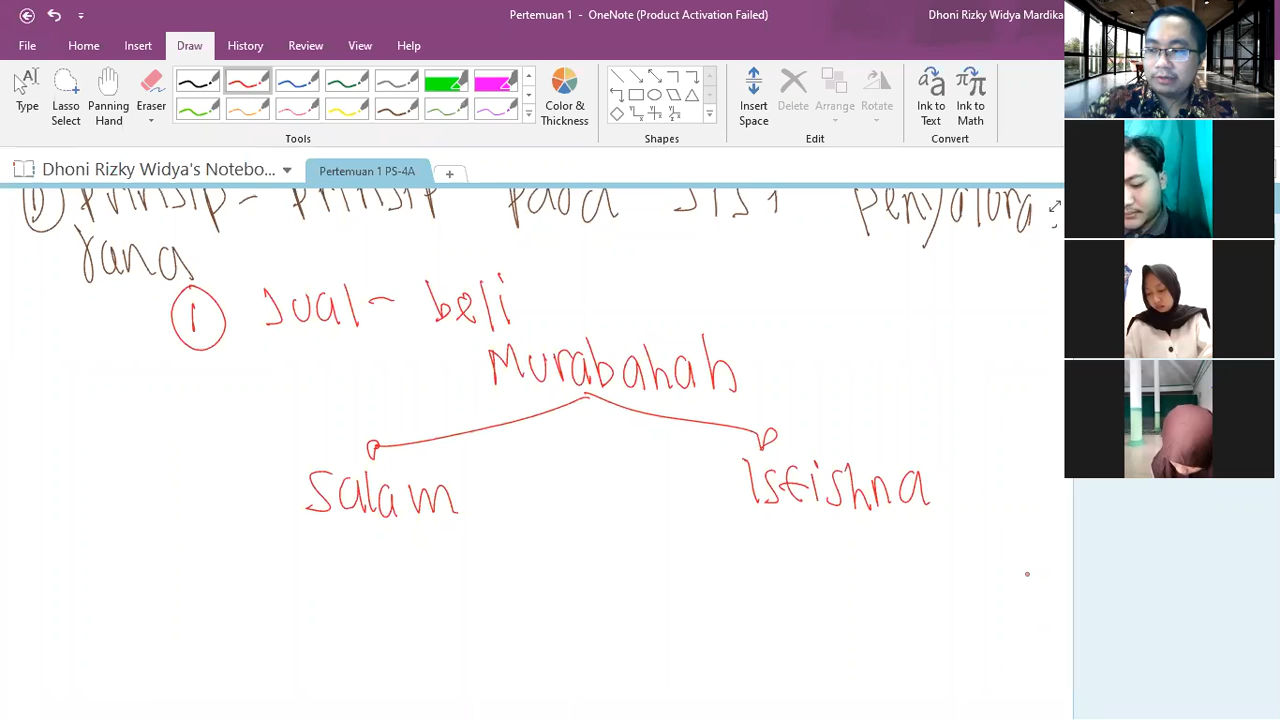 Pertemuan 1 - OneNote (Product Activation Failed)
Dhoni Rizky Widya Mardika
File Home Insert Draw History Review View Help
Type
Lasso Select
Panning Hand
Eraser
Color & Thickness
Insert Space
Delete
Arrange
Rotate
Ink to Text
Ink to Math
Tools
Shapes
Edit
Convert
Dhoni Rizky Widya's Notebo...
Pertemuan 1 PS-4A
Prinsip - Prinsip pada sisi
1 Jual - beli
Murabahah
Salam
Istishna